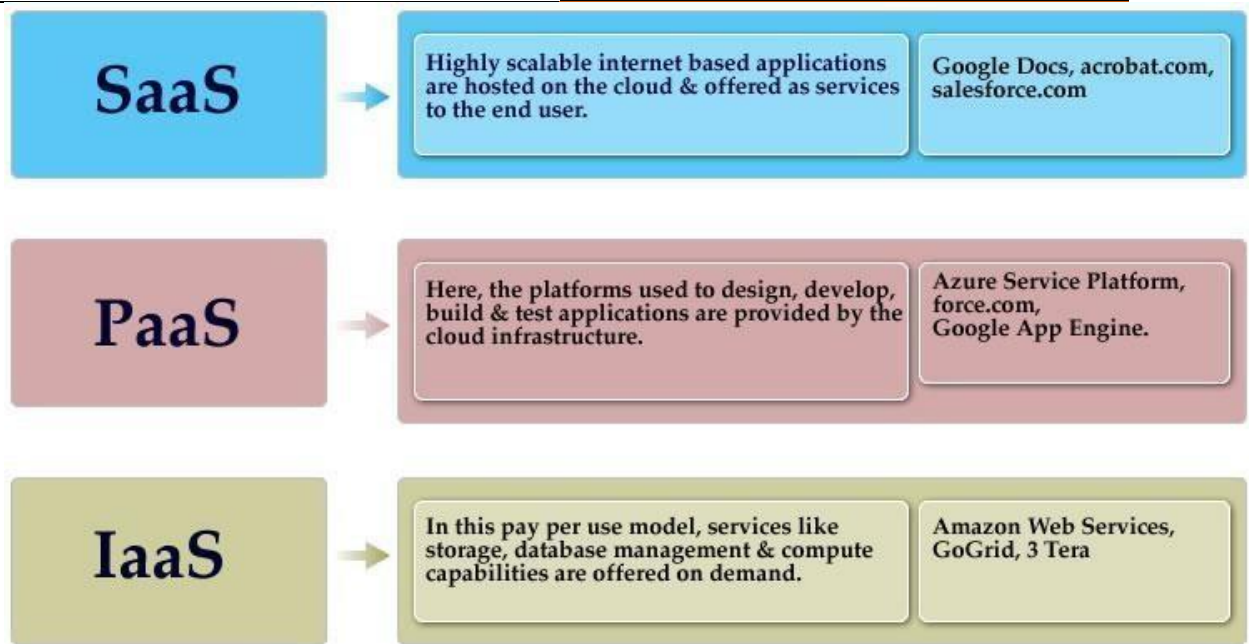 SaaS
Highly scalable internet based applications
are hosted on the cloud & offered as services
to the end user.
Google Docs, acrobat.com,
salesforce.com
PaaS
Here, the platforms used to design, develop,
build & test applications are provided by the
cloud infrastructure.
Azure Service Platform,
force.com,
Google App Engine.
IaaS
In this pay per use model, services like
storage, database management & compute
capabilities are offered on demand.
Amazon Web Services,
GoGrid, 3 Tera